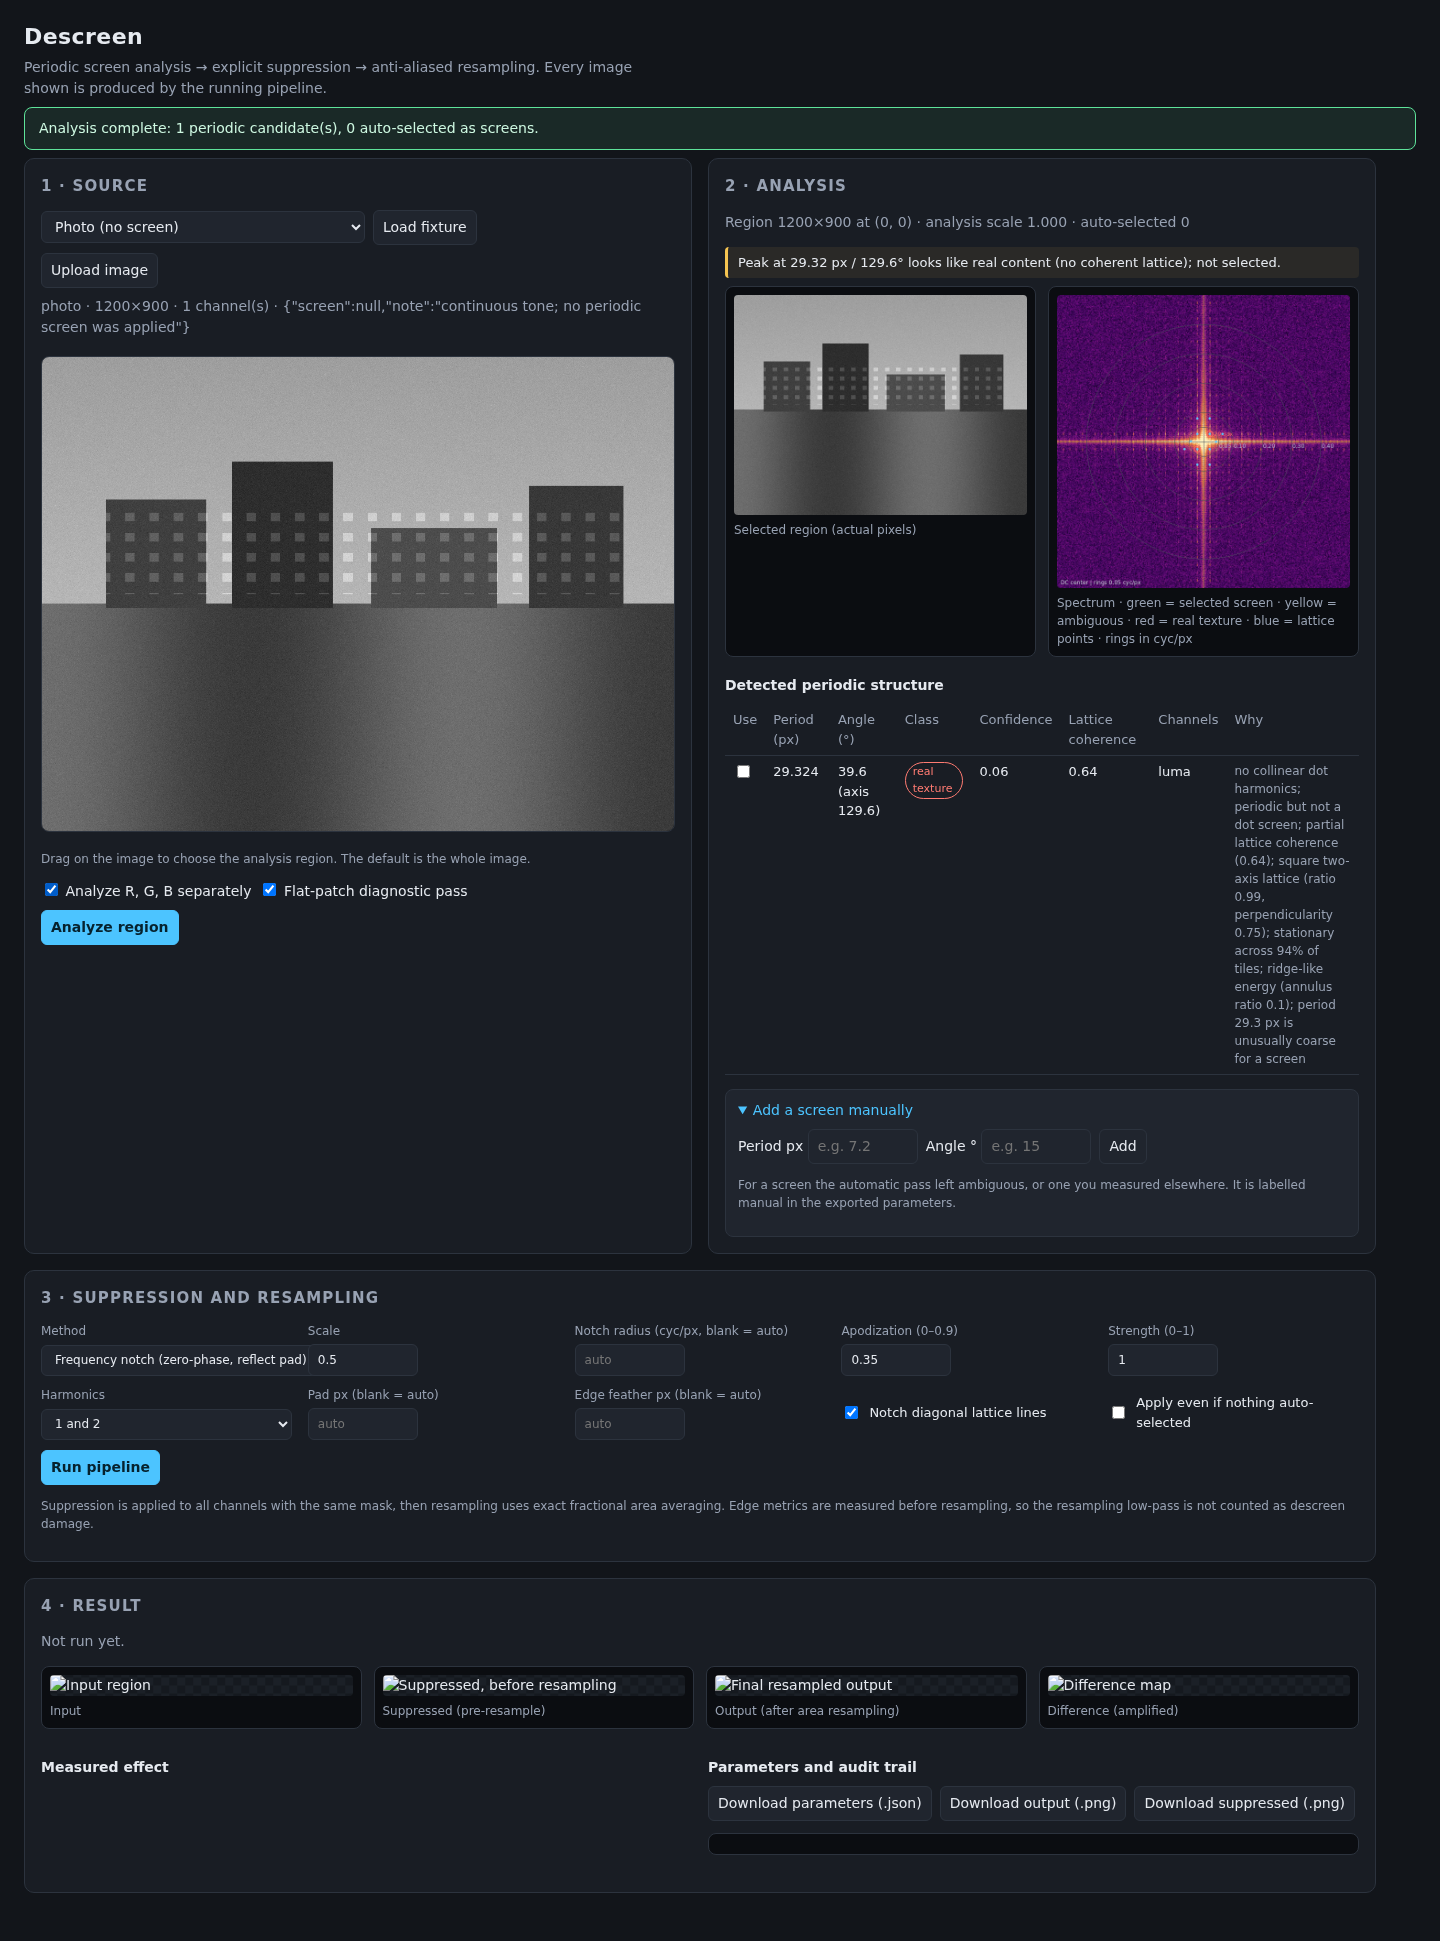 Descreen
Periodic screen analysis → explicit suppression → anti-aliased resampling. Every image
shown is produced by the running pipeline.
Analysis complete: 1 periodic candidate(s), 0 auto-selected as screens.
1 · SOURCE
Photo (no screen)
Load fixture
Upload image
photo · 1200×900 · 1 channel(s) · {"screen":null,"note":"continuous tone; no periodic
screen was applied"}
Drag on the image to choose the analysis region. The default is the whole image.
Analyze R, G, B separately
Flat-patch diagnostic pass
Analyze region
2 · ANALYSIS
Region 1200×900 at (0, 0) · analysis scale 1.000 · auto-selected 0
Peak at 29.32 px / 129.6° looks like real content (no coherent lattice); not selected.
Selected region (actual pixels)
0.10 0.20 0.30 0.40
DC center | rings 0.05 cyc/px
Spectrum · green = selected screen · yellow =
ambiguous · red = real texture · blue = lattice
points · rings in cyc/px
Detected periodic structure
Use
Period
(px)
Angle
(°)
Class
Confidence
Lattice
coherence
Channels
Why
29.324
39.6
(axis
129.6)
real
texture
0.06
0.64
luma
no collinear dot
harmonics;
periodic but not a
dot screen; partial
lattice coherence
(0.64); square two-
axis lattice (ratio
0.99,
perpendicularity
0.75); stationary
across 94% of
tiles; ridge-like
energy (annulus
ratio 0.1); period
29.3 px is
unusually coarse
for a screen
▼ Add a screen manually
Period px
e.g. 7.2
Angle °
e.g. 15
Add
For a screen the automatic pass left ambiguous, or one you measured elsewhere. It is labelled
manual in the exported parameters.
3 · SUPPRESSION AND RESAMPLING
Method
Frequency notch (zero-phase, reflect pad)
Scale
0.5
Notch radius (cyc/px, blank = auto)
auto
Apodization (0–0.9)
0.35
Strength (0–1)
1
Harmonics
1 and 2
Pad px (blank = auto)
auto
Edge feather px (blank = auto)
auto
Notch diagonal lattice lines
Apply even if nothing auto-
selected
Run pipeline
Suppression is applied to all channels with the same mask, then resampling uses exact fractional area averaging. Edge metrics are measured before resampling, so the resampling low-pass is not counted as descreen
damage.
4 · RESULT
Not run yet.
Input region
Input
Suppressed, before resampling
Suppressed (pre-resample)
Final resampled output
Output (after area resampling)
Difference map
Difference (amplified)
Measured effect
Parameters and audit trail
Download parameters (.json)
Download output (.png)
Download suppressed (.png)